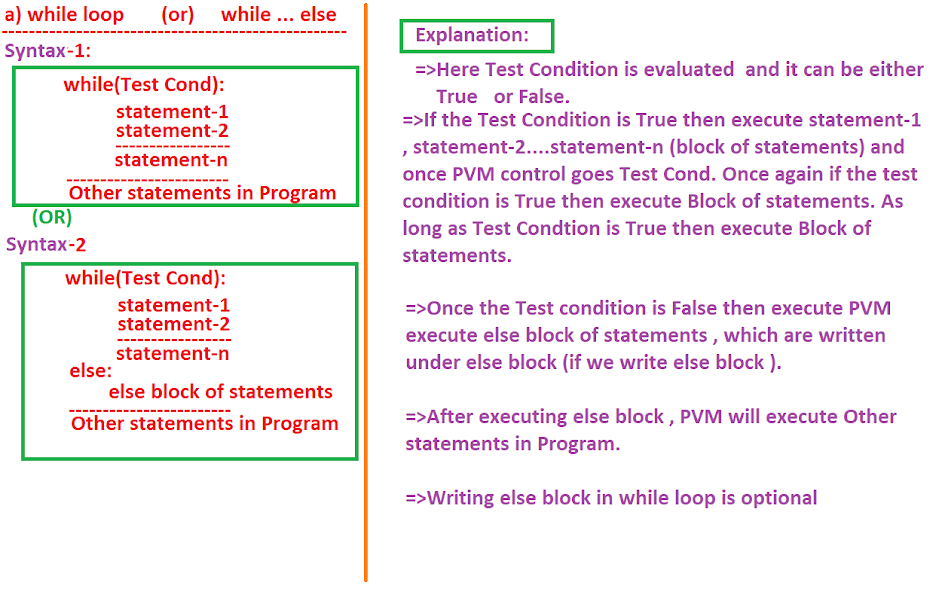 a) while loop (or) while ... else
-----------------------------------------------------
Syntax-1:
while(Test Cond):
statement-1
statement-2
-----------------
statement-n
------------------------
Other statements in Program
(OR)
Syntax-2
while(Test Cond):
statement-1
statement-2
-----------------
statement-n
else:
else block of statements
------------------------
Other statements in Program
Explanation:
=>Here Test Condition is evaluated and it can be either
True or False.
=>If the Test Condition is True then execute statement-1
, statement-2....statement-n (block of statements) and
once PVM control goes Test Cond. Once again if the test
condition is True then execute Block of statements. As
long as Test Condtion is True then execute Block of
statements.
=>Once the Test condition is False then execute PVM
execute else block of statements , which are written
under else block (if we write else block ).
=>After executing else block , PVM will execute Other
statements in Program.
=>Writing else block in while loop is optional